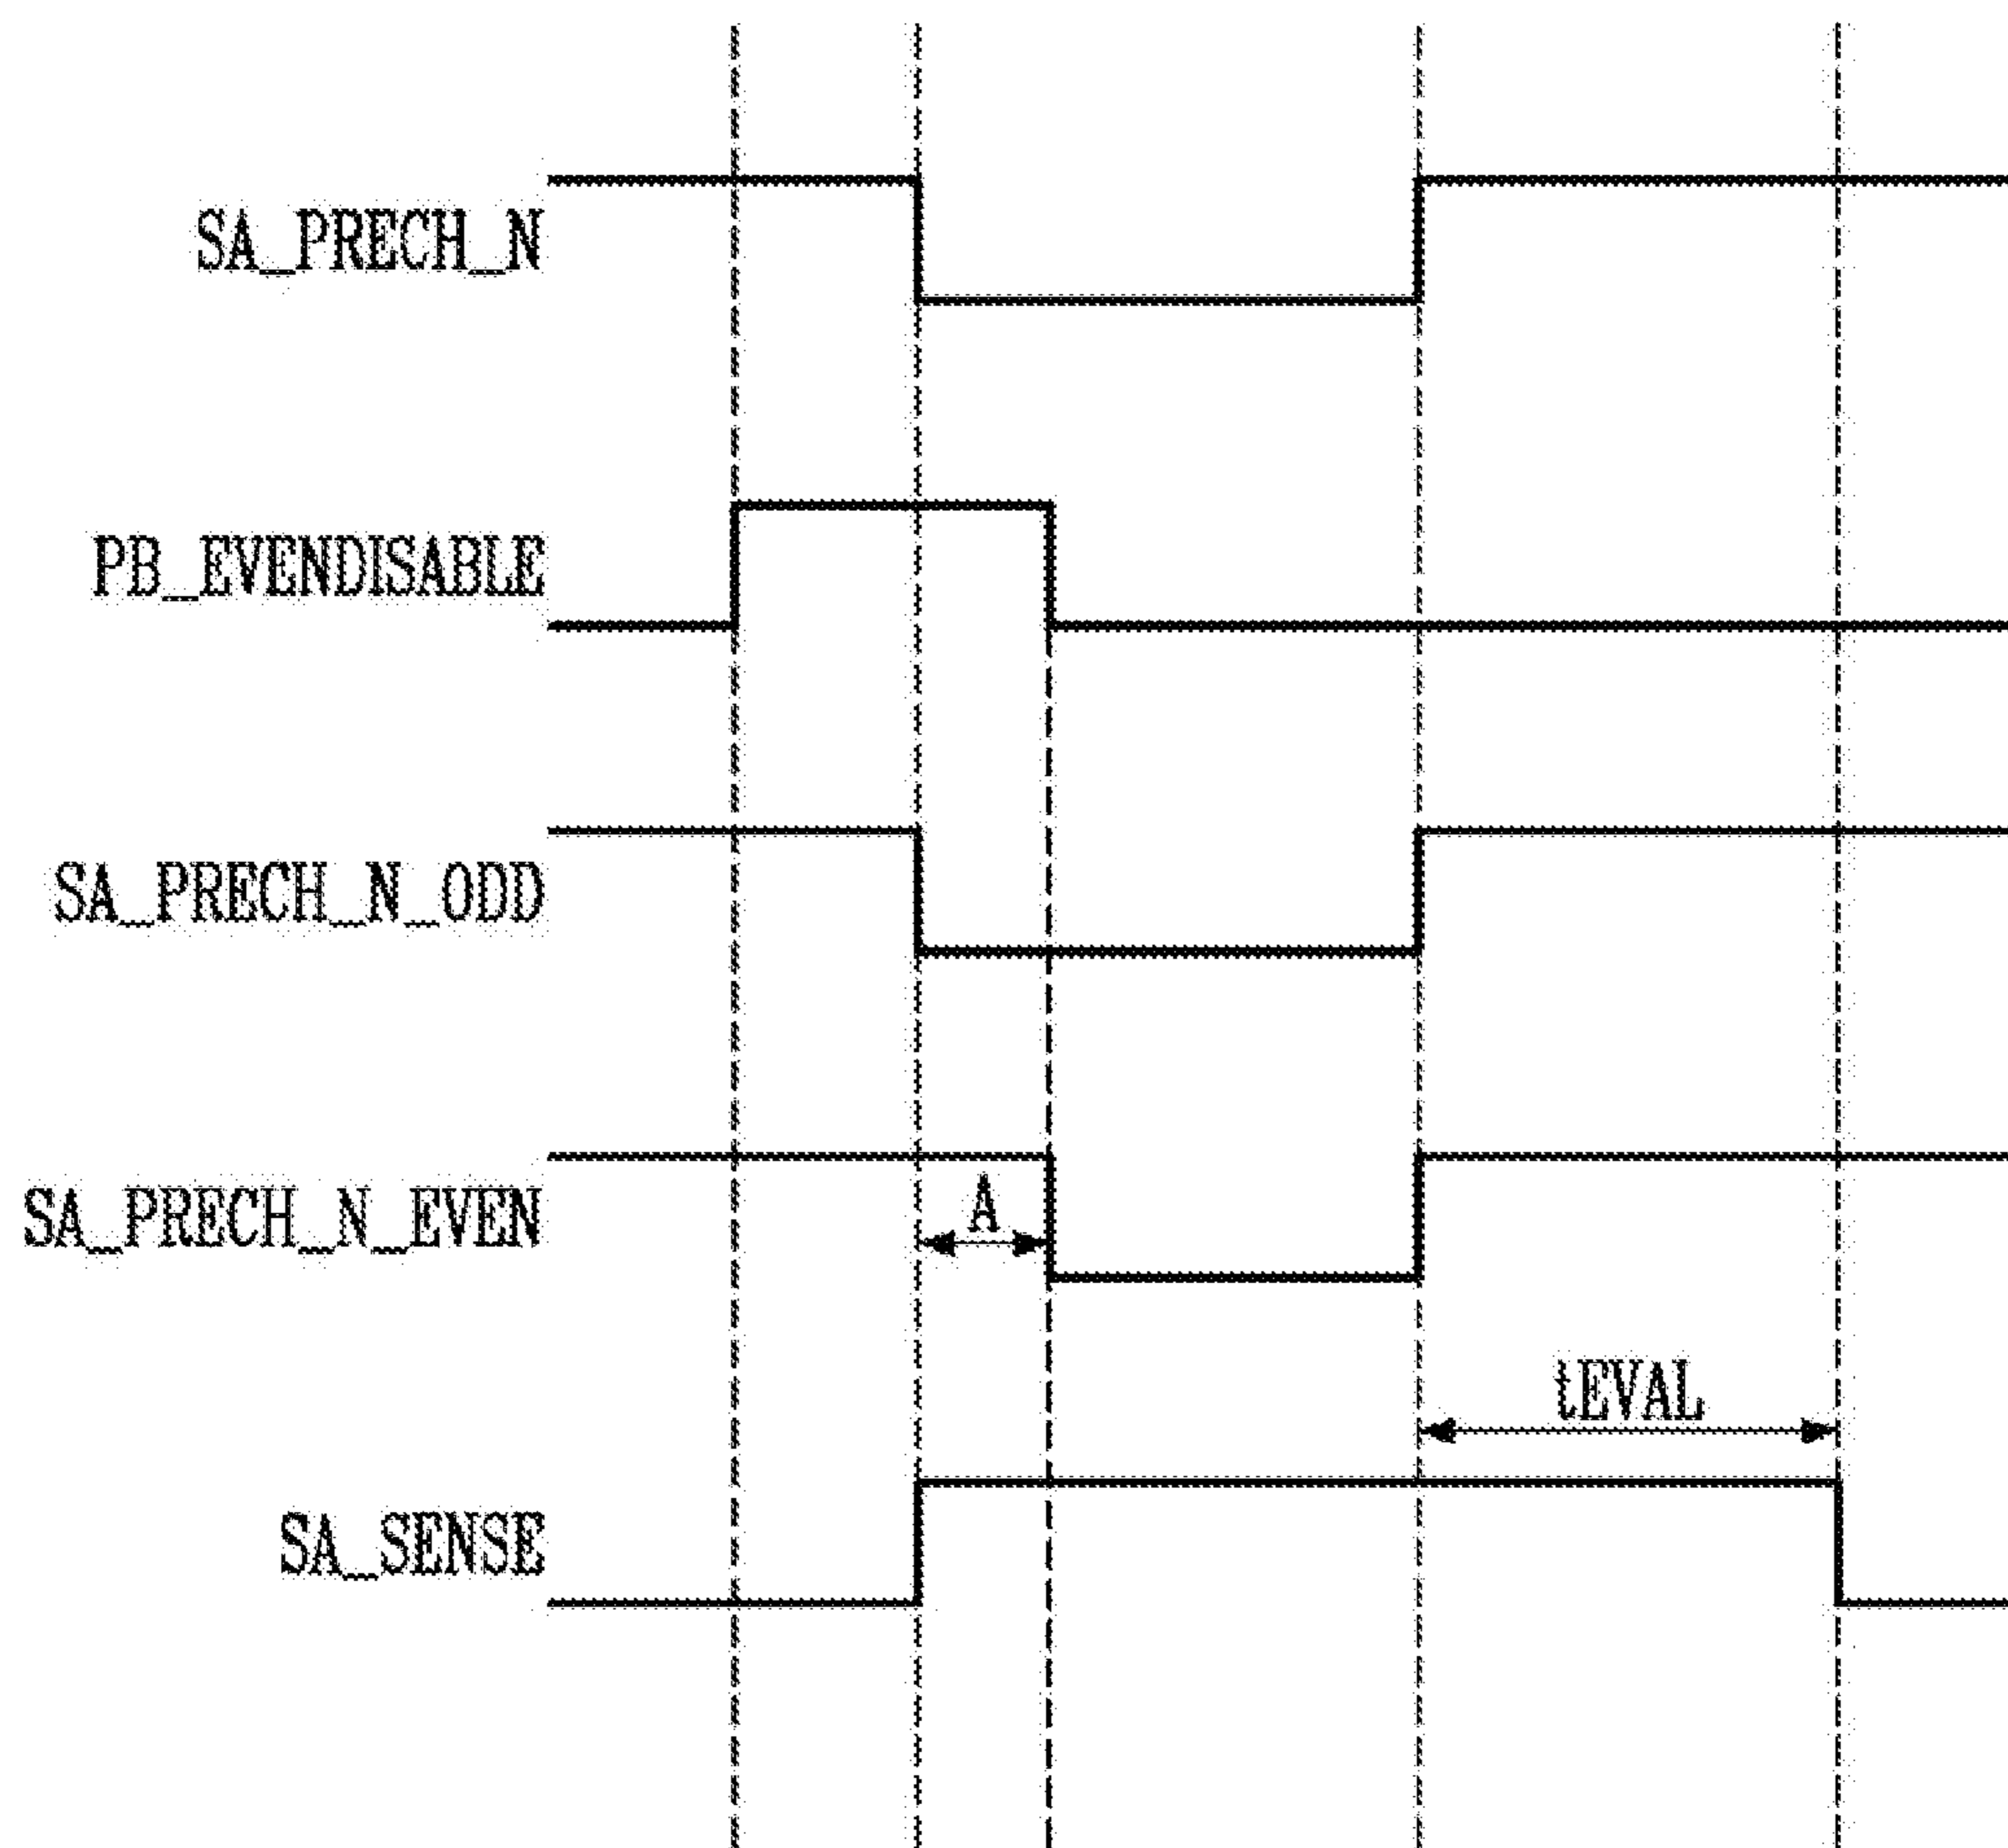 SA_PRECH_N
PB_EVENDISABLE
SA_PRECH_N_ODD
SA_PRECH_N_EVEN
A
tEVAL
SA_SENSE